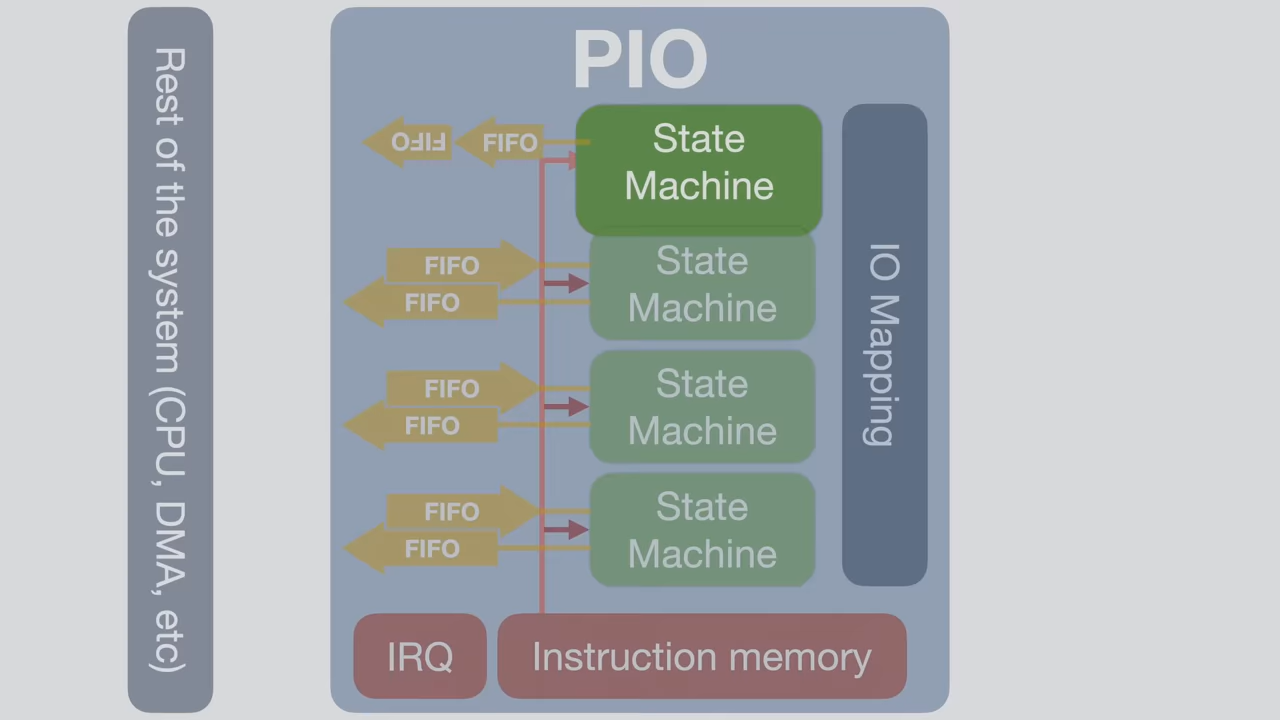 Rest of the system (CPU, DMA, etc)
PIO
FIFO
FIFO
State
Machine
FIFO
FIFO
State
Machine
FIFO
FIFO
State
Machine
FIFO
FIFO
State
Machine
IO Mapping
IRQ
Instruction memory